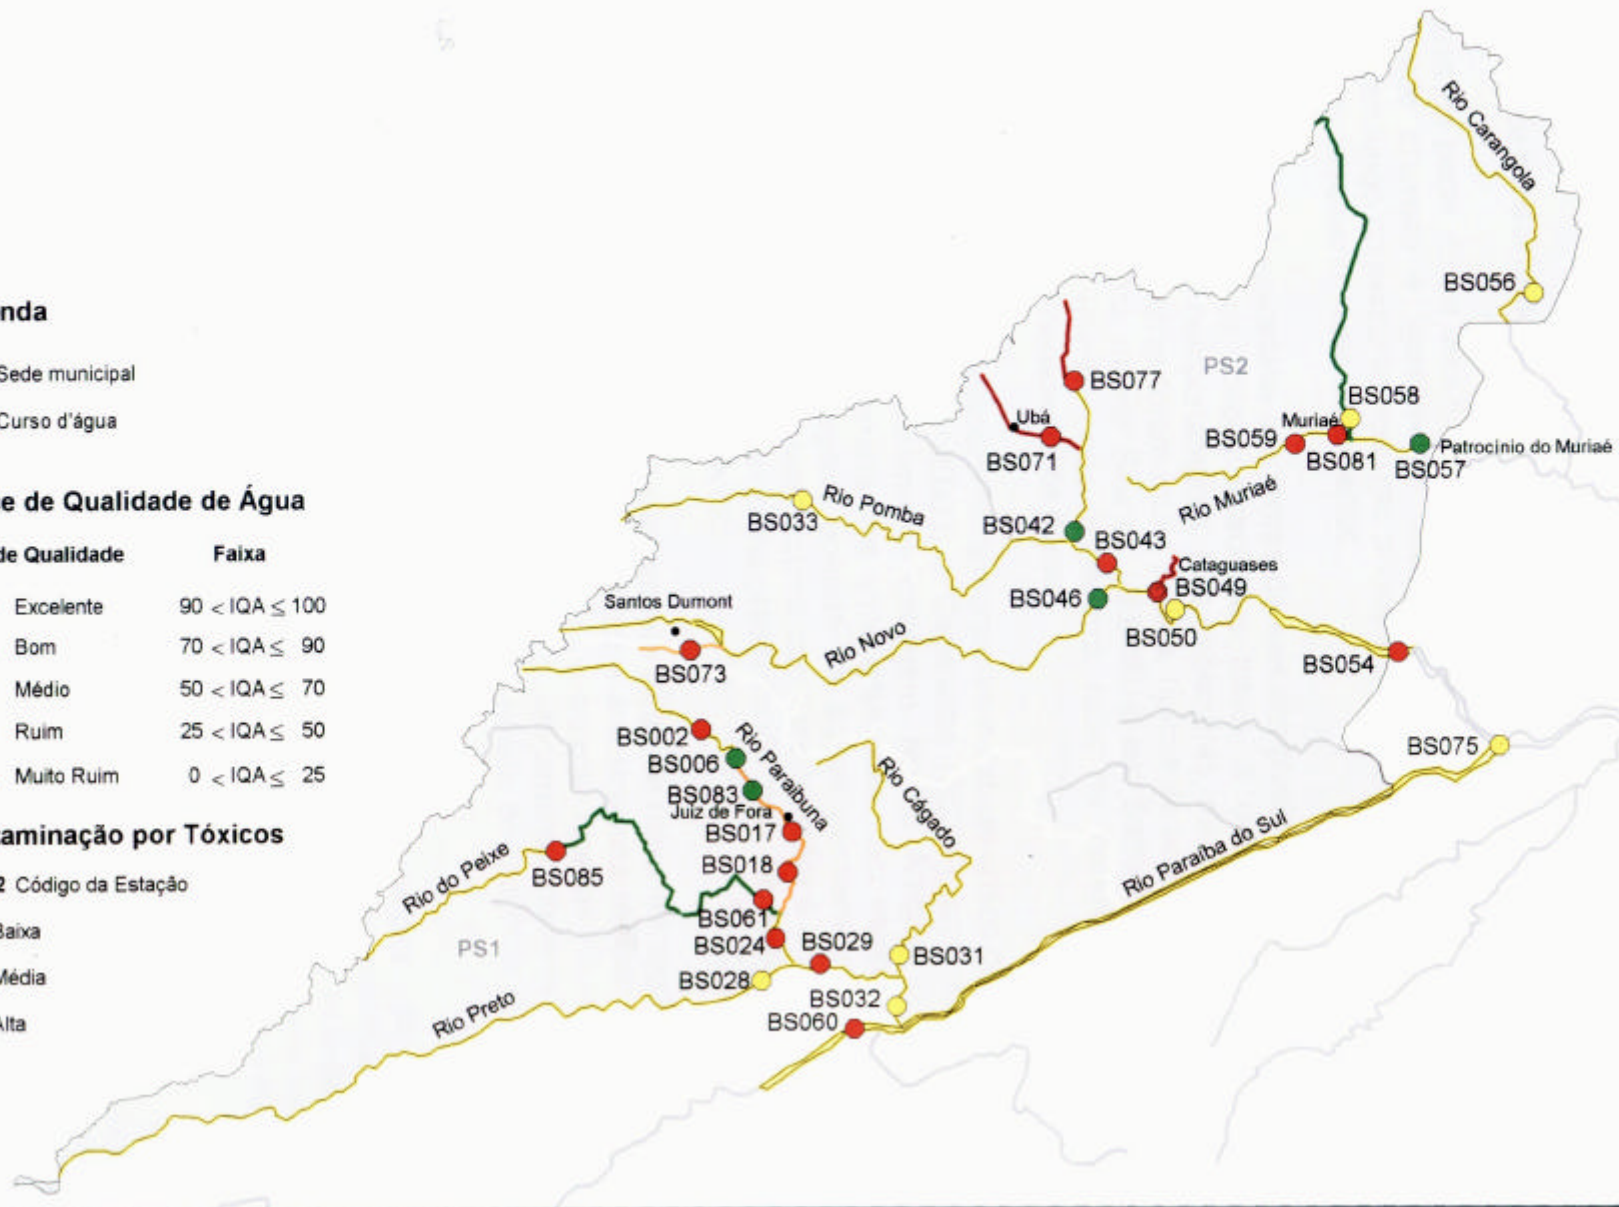 nda
Sede municipal
Curso d'água
e de Qualidade de Água
de Qualidade Faixa
Excelente 90 < IQA ≤ 100
Bom 70 < IQA ≤ 90
Médio 50 < IQA ≤ 70
Ruim 25 < IQA ≤ 50
Muito Ruim 0 < IQA ≤ 25
taminação por Tóxicos
2 Código da Estação
Baixa
Média
Alta
Rio Carangola
BS056
PS2
BS077
BS058
Ubá
Muriaé
BS059
BS071
BS081
BS057
Patrocínio do Muriaé
Rio Muriaé
Rio Pomba
BS033
BS042
BS043
Cataguases
BS049
BS046
Santos Dumont
BS050
Rio Novo
BS054
BS073
BS002
Rio Paraibuna
BS075
BS006
BS083
Juiz de Fora
Rio Cágado
BS017
Rio Paraíba do Sul
BS018
Rio do Peixe
BS085
BS061
BS024
BS029
PS1
BS031
BS028
BS032
Rio Preto
BS060